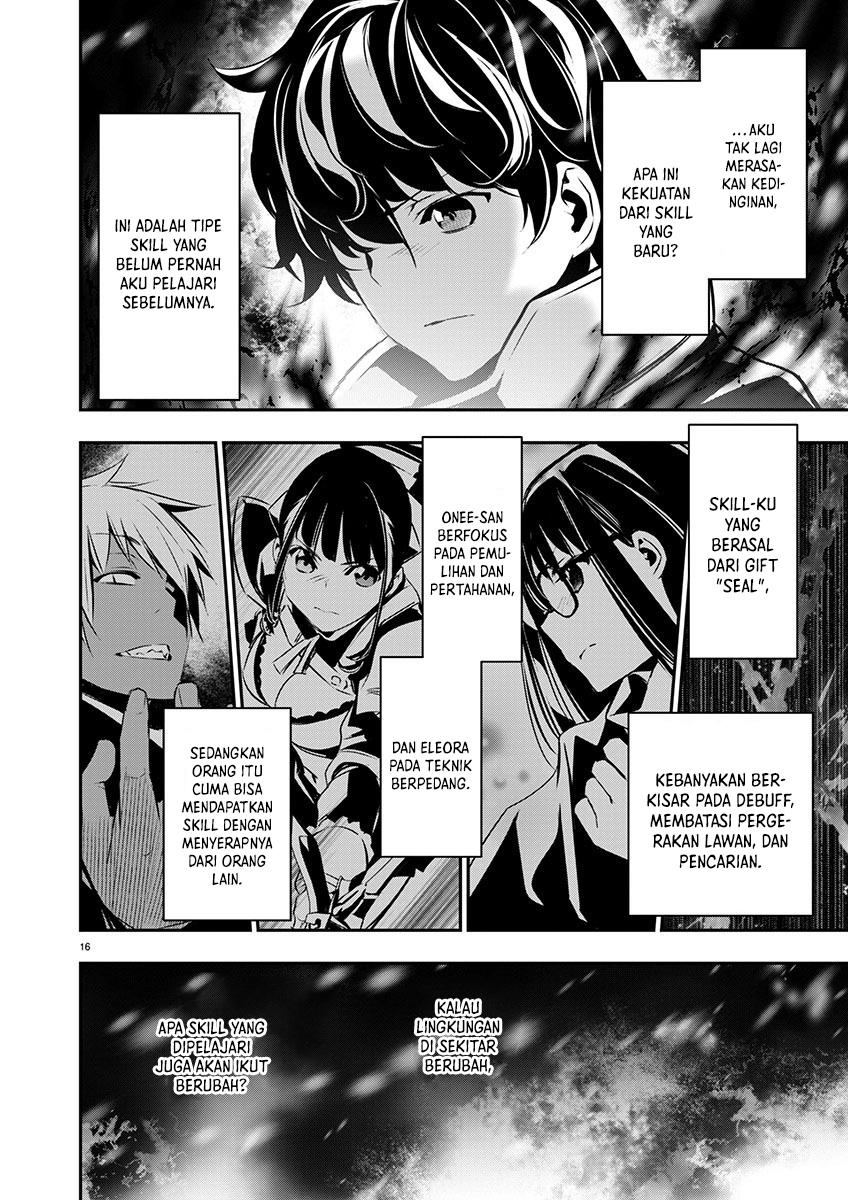 ...AKU
TAK LAGI
MERASA-
KAN KEDI-
NGINAN,
APA INI
KEKUATAN
DARI SKILL
YANG
BARU?
INI ADALAH TIPE
SKILL YANG
BELUM PERNAH
AKU PELAJARI
SEBELUMNYA.
SKILL-KU
YANG
BERASAL
DARI GIFT
"SEAL",
KEBANYAKAN BER-
KISAR PADA DEBUFF,
MEMBATASI PERGE-
RAKAN LAWAN, DAN
PENCARIAN.
ONEE-SAN
BERFOKUS
PADA PEMU-
LIHAN DAN
PERTAHANAN,
DAN ELEORA
PADA TEKNIK
BERPEDANG.
SEDANGKAN
ORANG ITU
CUMA BISA
MENDAPATKAN
SKILL DENGAN
MENYERAPNYA
DARI ORANG
LAIN.
16
KALAU
LINGKUNGAN
DI SEKITAR
BERUBAH,
APA SKILL YANG
DIPELAJARI
JUGA AKAN IKUT
BERUBAH?